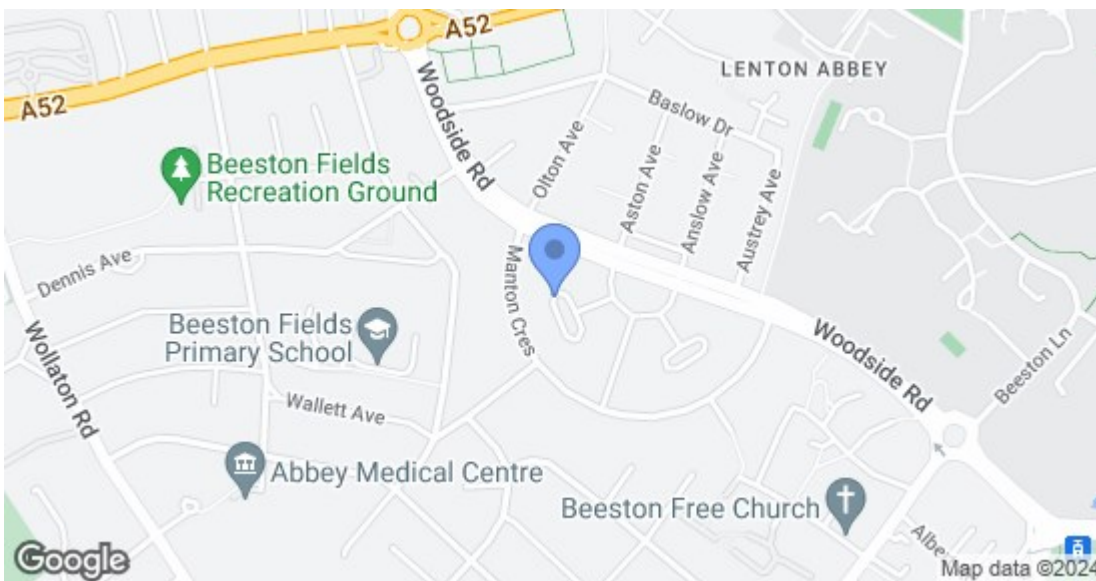 A52
A52
LENTON ABBEY
Woodside Rd
Baslow Dr
Olton Ave
Aston Ave
Anslow Ave
Austrey Ave
Beeston Fields
Recreation Ground
Dennis Ave
Manton Cres
Beeston Fields
Primary School
Wollaton Rd
Wallett Ave
Woodside Rd
Beeston Ln
Abbey Medical Centre
Beeston Free Church
Albe
Google
Map data ©2024